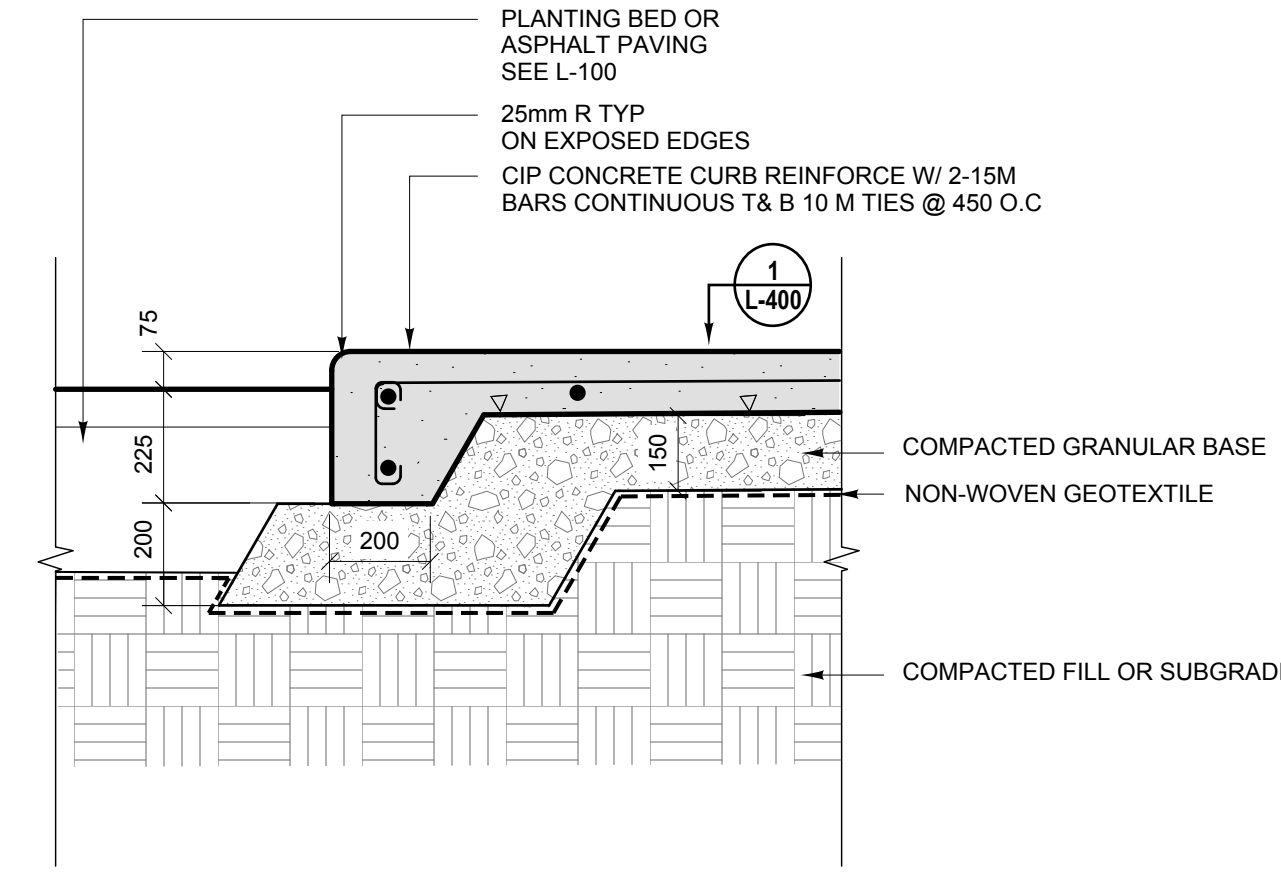 PLANTING BED OR
ASPHALT PAVING
SEE L-100
25mm R TYP
ON EXPOSED EDGES
CIP CONCRETE CURB REINFORCE W/ 2-15M
BARS CONTINUOUS T& B 10 M TIES @ 450 O.C
1
L-400
75
225
150
COMPACTED GRANULAR BASE
NON-WOVEN GEOTEXTILE
200
200
COMPACTED FILL OR SUBGRAD